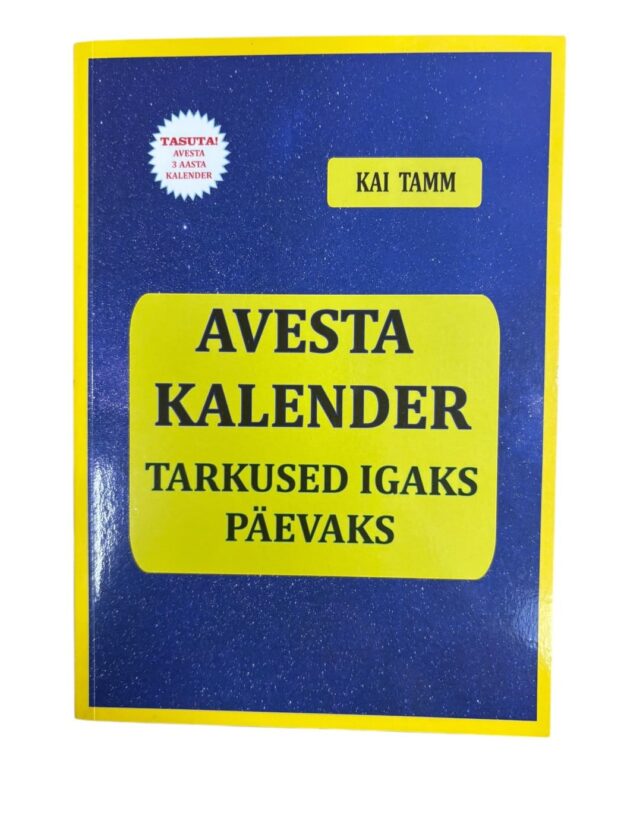 TASUTA!
AVESTA
3 AASTA
KALENDER
KAI TAMM
AVESTA
KALENDER
TARKUSED IGAKS
PÄEVAKS